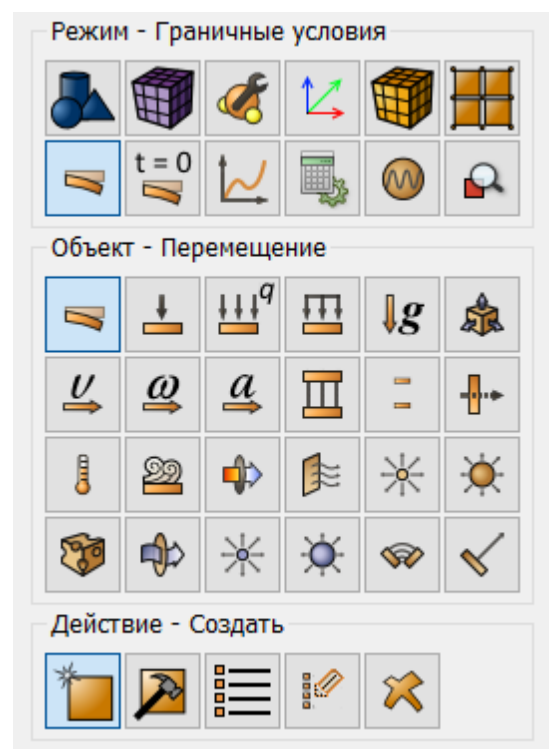 Режим - Граничные условия
t = 0
Объект - Перемещение
q
g
υ ω a
Действие - Создать